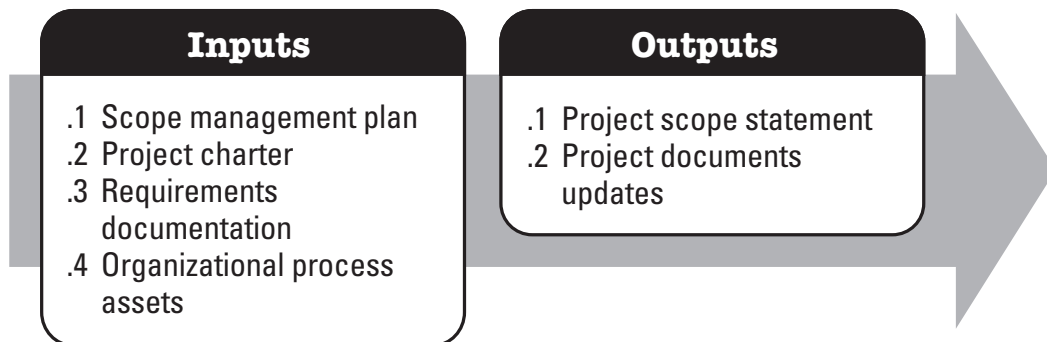 Inputs
.1 Scope management plan
.2 Project charter
.3 Requirements
documentation
.4 Organizational process
assets
Outputs
.1 Project scope statement
.2 Project documents
updates